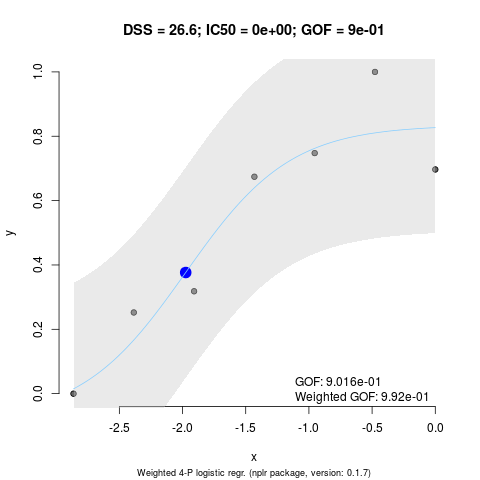 DSS = 26.6; IC50 = 0e+00; GOF = 9e-01
1.0
0.8
0.6
y
0.4
0.2
0.0
GOF: 9.016e-01
Weighted GOF: 9.92e-01
-2.5 -2.0 -1.5 -1.0 -0.5 0.0
x
Weighted 4-P logistic regr. (nplr package, version: 0.1.7)